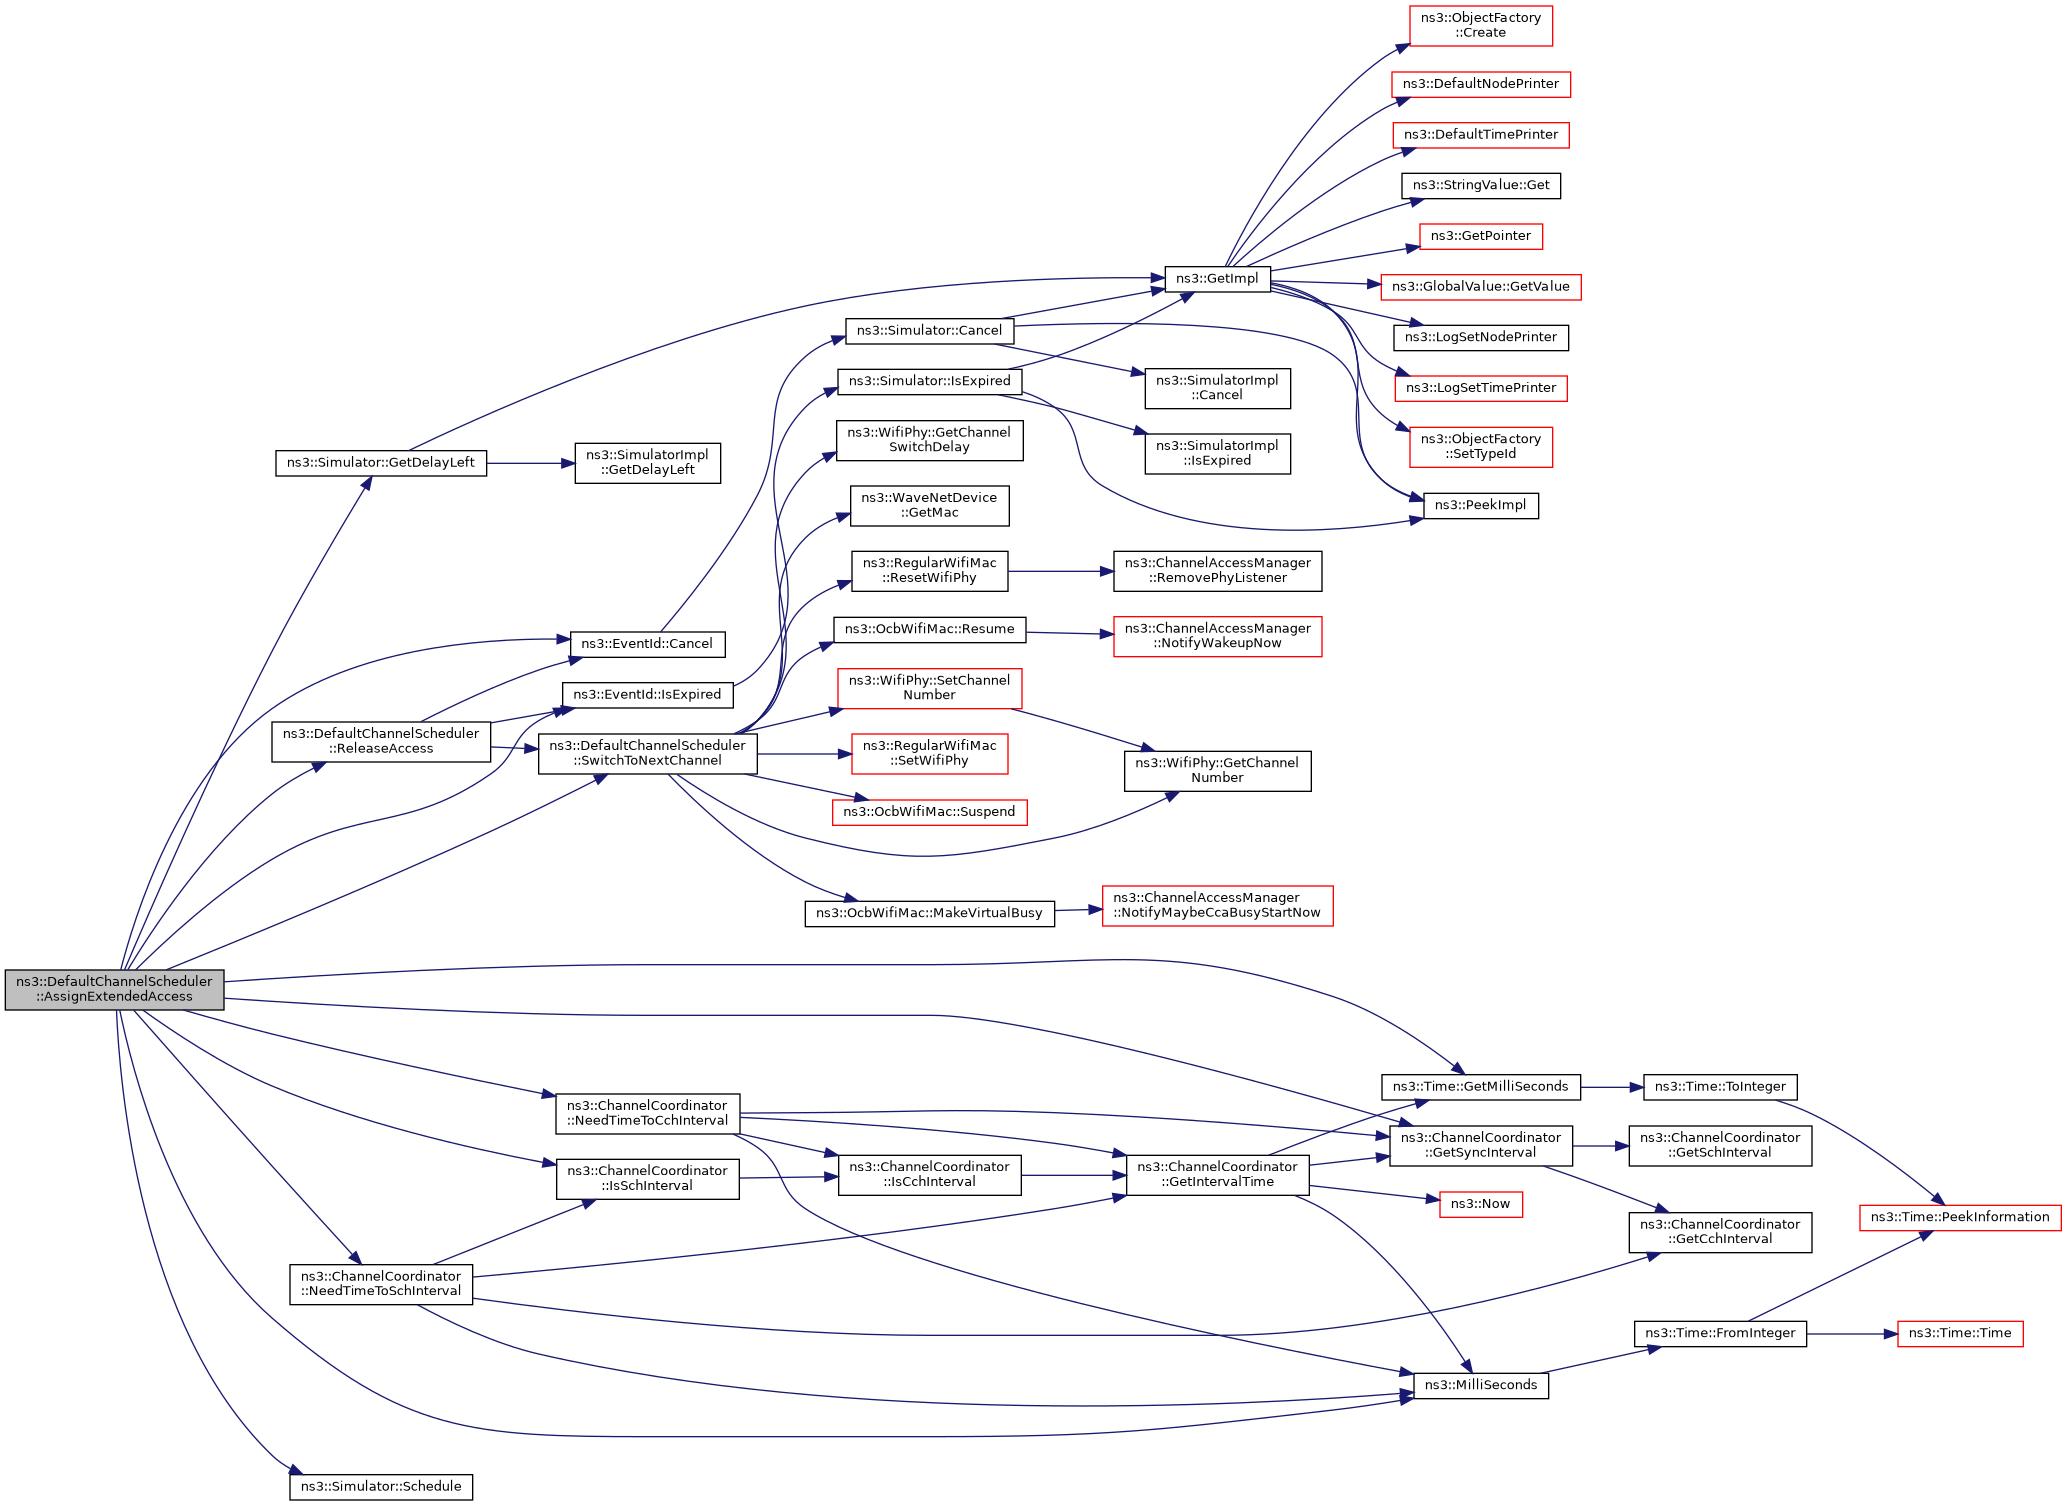 ns3::ObjectFactory
::Create
ns3::DefaultNodePrinter
ns3::DefaultTimePrinter
ns3::StringValue::Get
ns3::GetPointer
ns3::GetImpl
ns3::GlobalValue::GetValue
ns3::Simulator::Cancel
ns3::LogSetNodePrinter
ns3::Simulator::IsExpired
ns3::SimulatorImpl
::Cancel
ns3::LogSetTimePrinter
ns3::WifiPhy::GetChannel
SwitchDelay
ns3::SimulatorImpl
::IsExpired
ns3::ObjectFactory
::SetTypeId
ns3::Simulator::GetDelayLeft
ns3::SimulatorImpl
::GetDelayLeft
ns3::WaveNetDevice
::GetMac
ns3::PeekImpl
ns3::RegularWifiMac
::ResetWifiPhy
ns3::ChannelAccessManager
::RemovePhyListener
ns3::EventId::Cancel
ns3::OcbWifiMac::Resume
ns3::ChannelAccessManager
::NotifyWakeupNow
ns3::EventId::IsExpired
ns3::WifiPhy::SetChannel
Number
ns3::DefaultChannelScheduler
::ReleaseAccess
ns3::DefaultChannelScheduler
::SwitchToNextChannel
ns3::RegularWifiMac
::SetWifiPhy
ns3::WifiPhy::GetChannel
Number
ns3::OcbWifiMac::Suspend
ns3::OcbWifiMac::MakeVirtualBusy
ns3::ChannelAccessManager
::NotifyMaybeCcaBusyStartNow
ns3::DefaultChannelScheduler
::AssignExtendedAccess
ns3::Time::GetMilliSeconds
ns3::Time::ToInteger
ns3::ChannelCoordinator
::NeedTimeToCchInterval
ns3::ChannelCoordinator
::GetSyncInterval
ns3::ChannelCoordinator
::GetSchInterval
ns3::ChannelCoordinator
::IsSchInterval
ns3::ChannelCoordinator
::IsCchInterval
ns3::ChannelCoordinator
::GetIntervalTime
ns3::Now
ns3::ChannelCoordinator
::GetCchInterval
ns3::Time::PeekInformation
ns3::ChannelCoordinator
::NeedTimeToSchInterval
ns3::Time::FromInteger
ns3::Time::Time
ns3::MilliSeconds
ns3::Simulator::Schedule